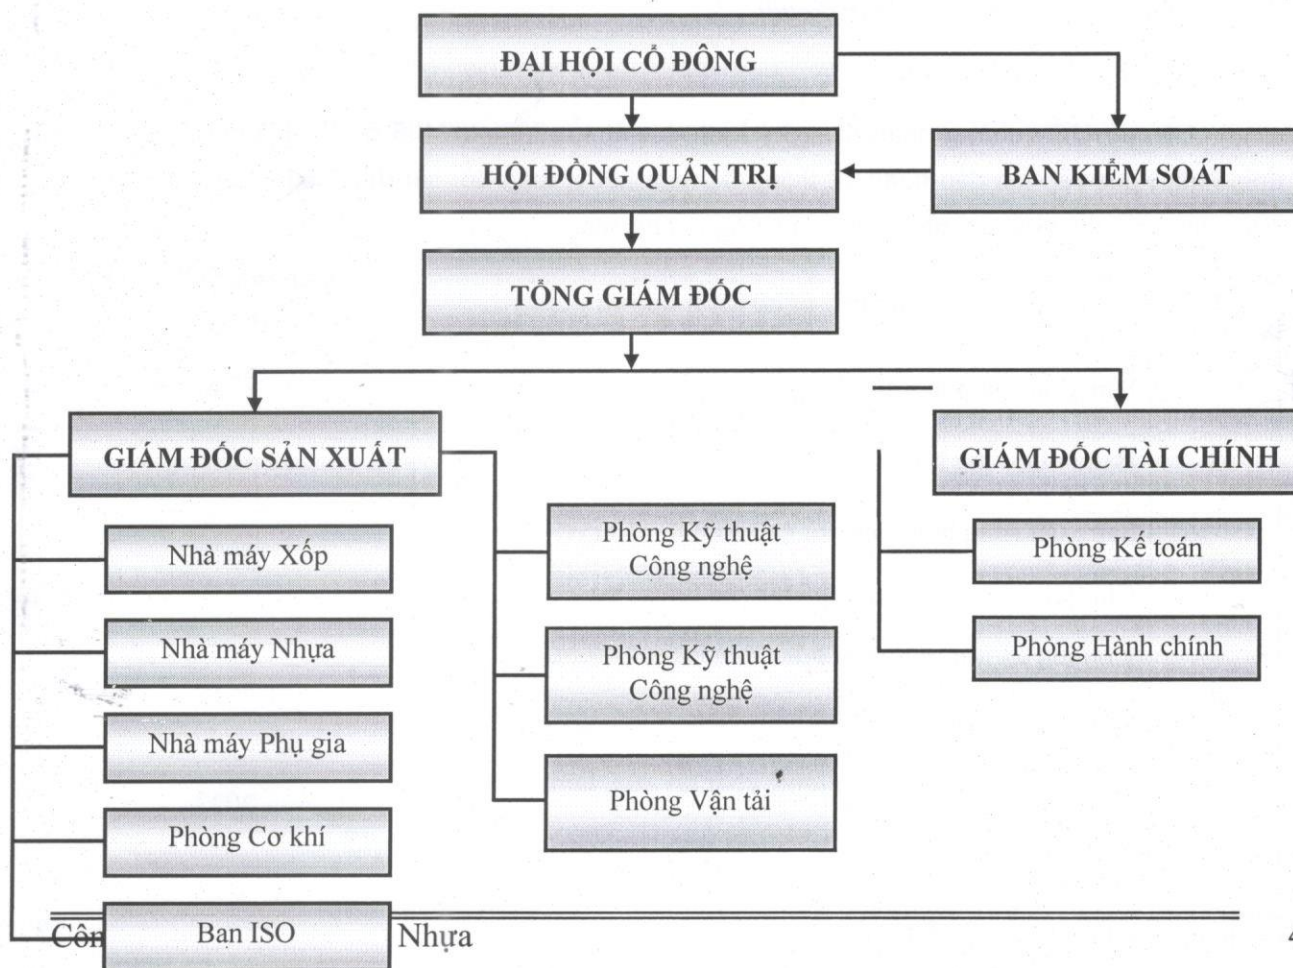 ĐẠI HỘI CỔ ĐÔNG
HỘI ĐỒNG QUẢN TRỊ
BAN KIỂM SOÁT
TỔNG GIÁM ĐỐC
GIÁM ĐỐC SẢN XUẤT
GIÁM ĐỐC TÀI CHÍNH
Nhà máy Xốp
Nhà máy Nhựa
Nhà máy Phụ gia
Phòng Cơ khí
Ban ISO
Phòng Kỹ thuật
Công nghệ
Phòng Kỹ thuật
Công nghệ
Phòng Vận tải
Phòng Kế toán
Phòng Hành chính
Nhựa